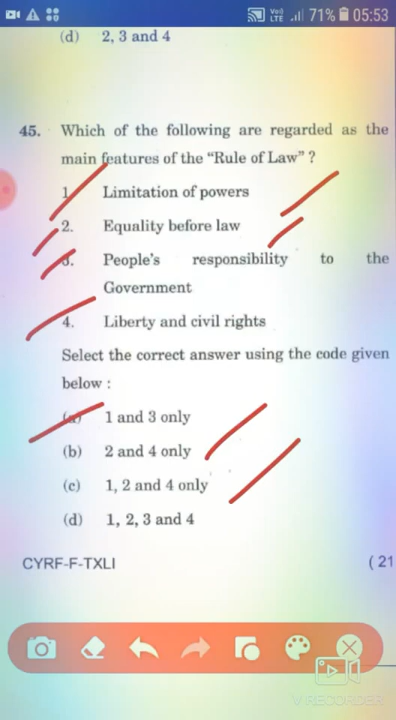 71% 05:53
(d) 2, 3 and 4
45. Which of the following are regarded as the
main features of the “Rule of Law” ?
1. Limitation of powers
2. Equality before law
3. People’s responsibility to the
Government
4. Liberty and civil rights
Select the correct answer using the code given
below :
(a) 1 and 3 only
(b) 2 and 4 only
(c) 1, 2 and 4 only
(d) 1, 2, 3 and 4
CYRF-F-TXLI ( 21
V RECORDER